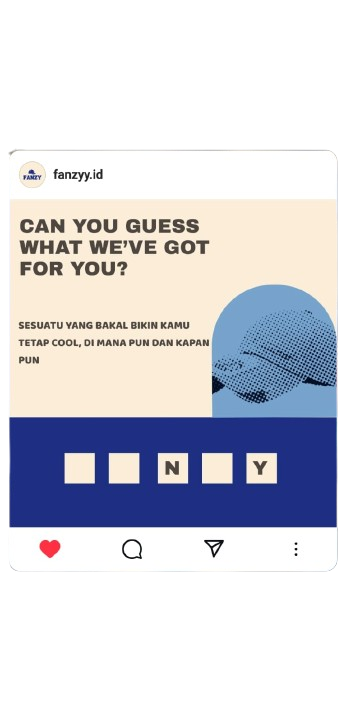 FANZY
fanzyy.id
CAN YOU GUESS
WHAT WE'VE GOT
FOR YOU?
SESUATU YANG BAKAL BIKIN KAMU
TETAP COOL, DI MANA PUN DAN KAPAN
PUN
N Y